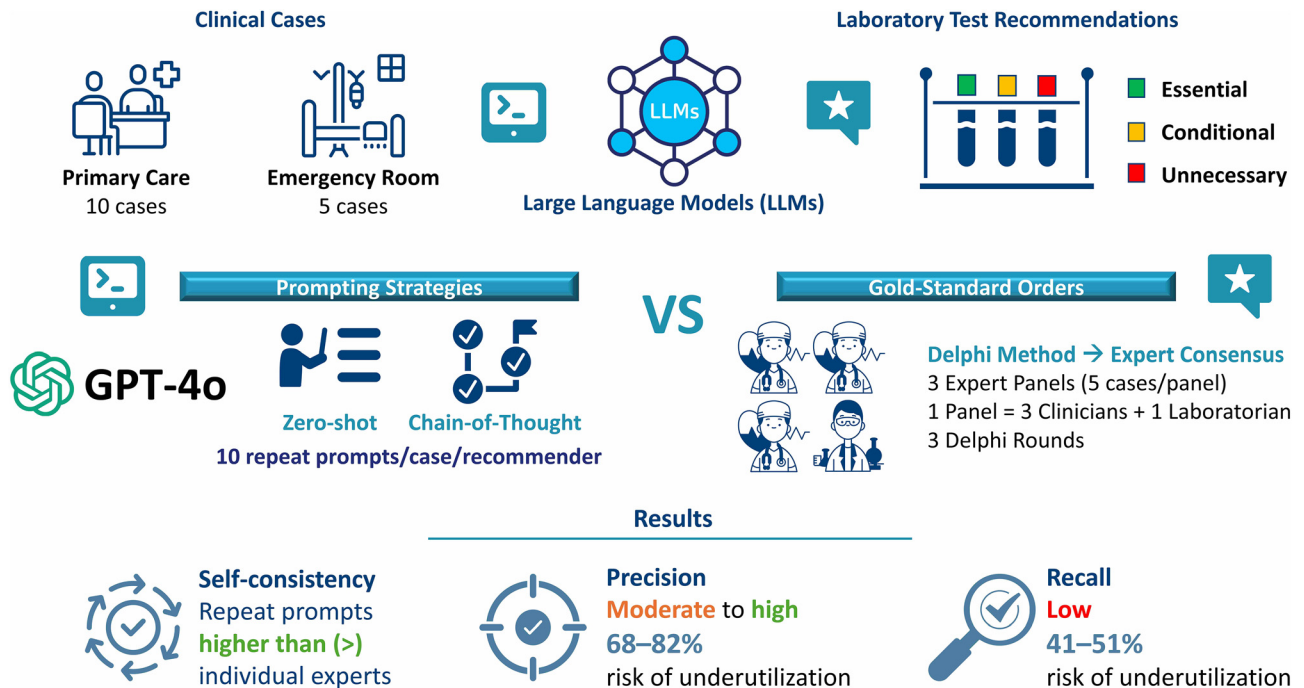 Clinical Cases
Laboratory Test Recommendations
Primary Care
10 cases
Emergency Room
5 cases
LLMs
Large Language Models (LLMs)
Essential
Conditional
Unnecessary
Prompting Strategies
GPT-4o
Zero-shot
Chain-of-Thought
10 repeat prompts/case/recommender
VS
Gold-Standard Orders
Delphi Method → Expert Consensus
3 Expert Panels (5 cases/panel)
1 Panel = 3 Clinicians + 1 Laboratorian
3 Delphi Rounds
Results
Self-consistency
Repeat prompts
higher than (>)
individual experts
Precision
Moderate to high
68–82%
risk of underutilization
Recall
Low
41–51%
risk of underutilization